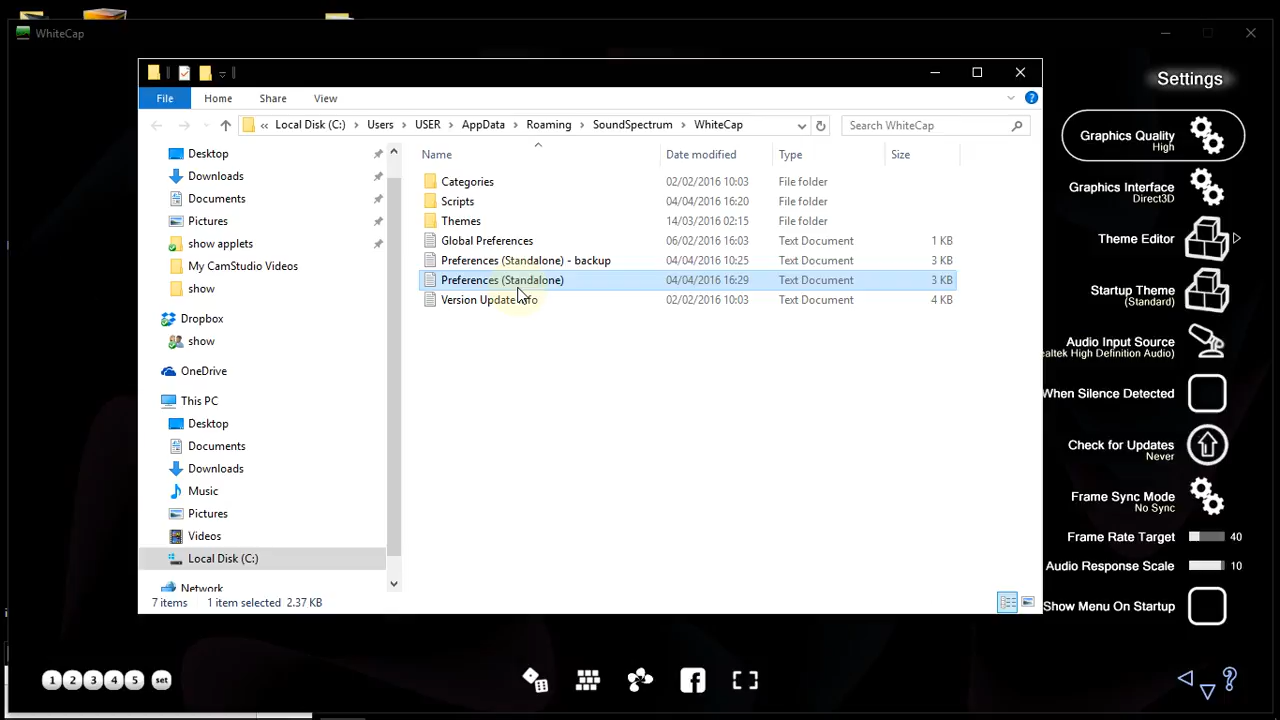 WhiteCap
Settings
File Home Share View
« Local Disk (C:) Users USER AppData Roaming SoundSpectrum WhiteCap
Search WhiteCap
Name Date modified Type Size
Desktop
Downloads
Documents
Pictures
show applets
My CamStudio Videos
show
Dropbox
show
OneDrive
This PC
Desktop
Documents
Downloads
Music
Pictures
Videos
Local Disk (C:)
Network
Categories 02/02/2016 10:03 File folder
Scripts 04/04/2016 16:20 File folder
Themes 14/03/2016 02:15 File folder
Global Preferences 06/02/2016 16:03 Text Document 1 KB
Preferences (Standalone) - backup 04/04/2016 10:25 Text Document 3 KB
Preferences (Standalone) 04/04/2016 16:29 Text Document 3 KB
Version Update Info 02/02/2016 10:03 Text Document 4 KB
7 items 1 item selected 2.37 KB
Graphics Quality
High
Graphics Interface
Direct3D
Theme Editor
Startup Theme
(Standard)
Audio Input Source
ealtek High Definition Audio)
When Silence Detected
Check for Updates
Never
Frame Sync Mode
No Sync
Frame Rate Target 40
Audio Response Scale 10
Show Menu On Startup
1 2 3 4 5 set